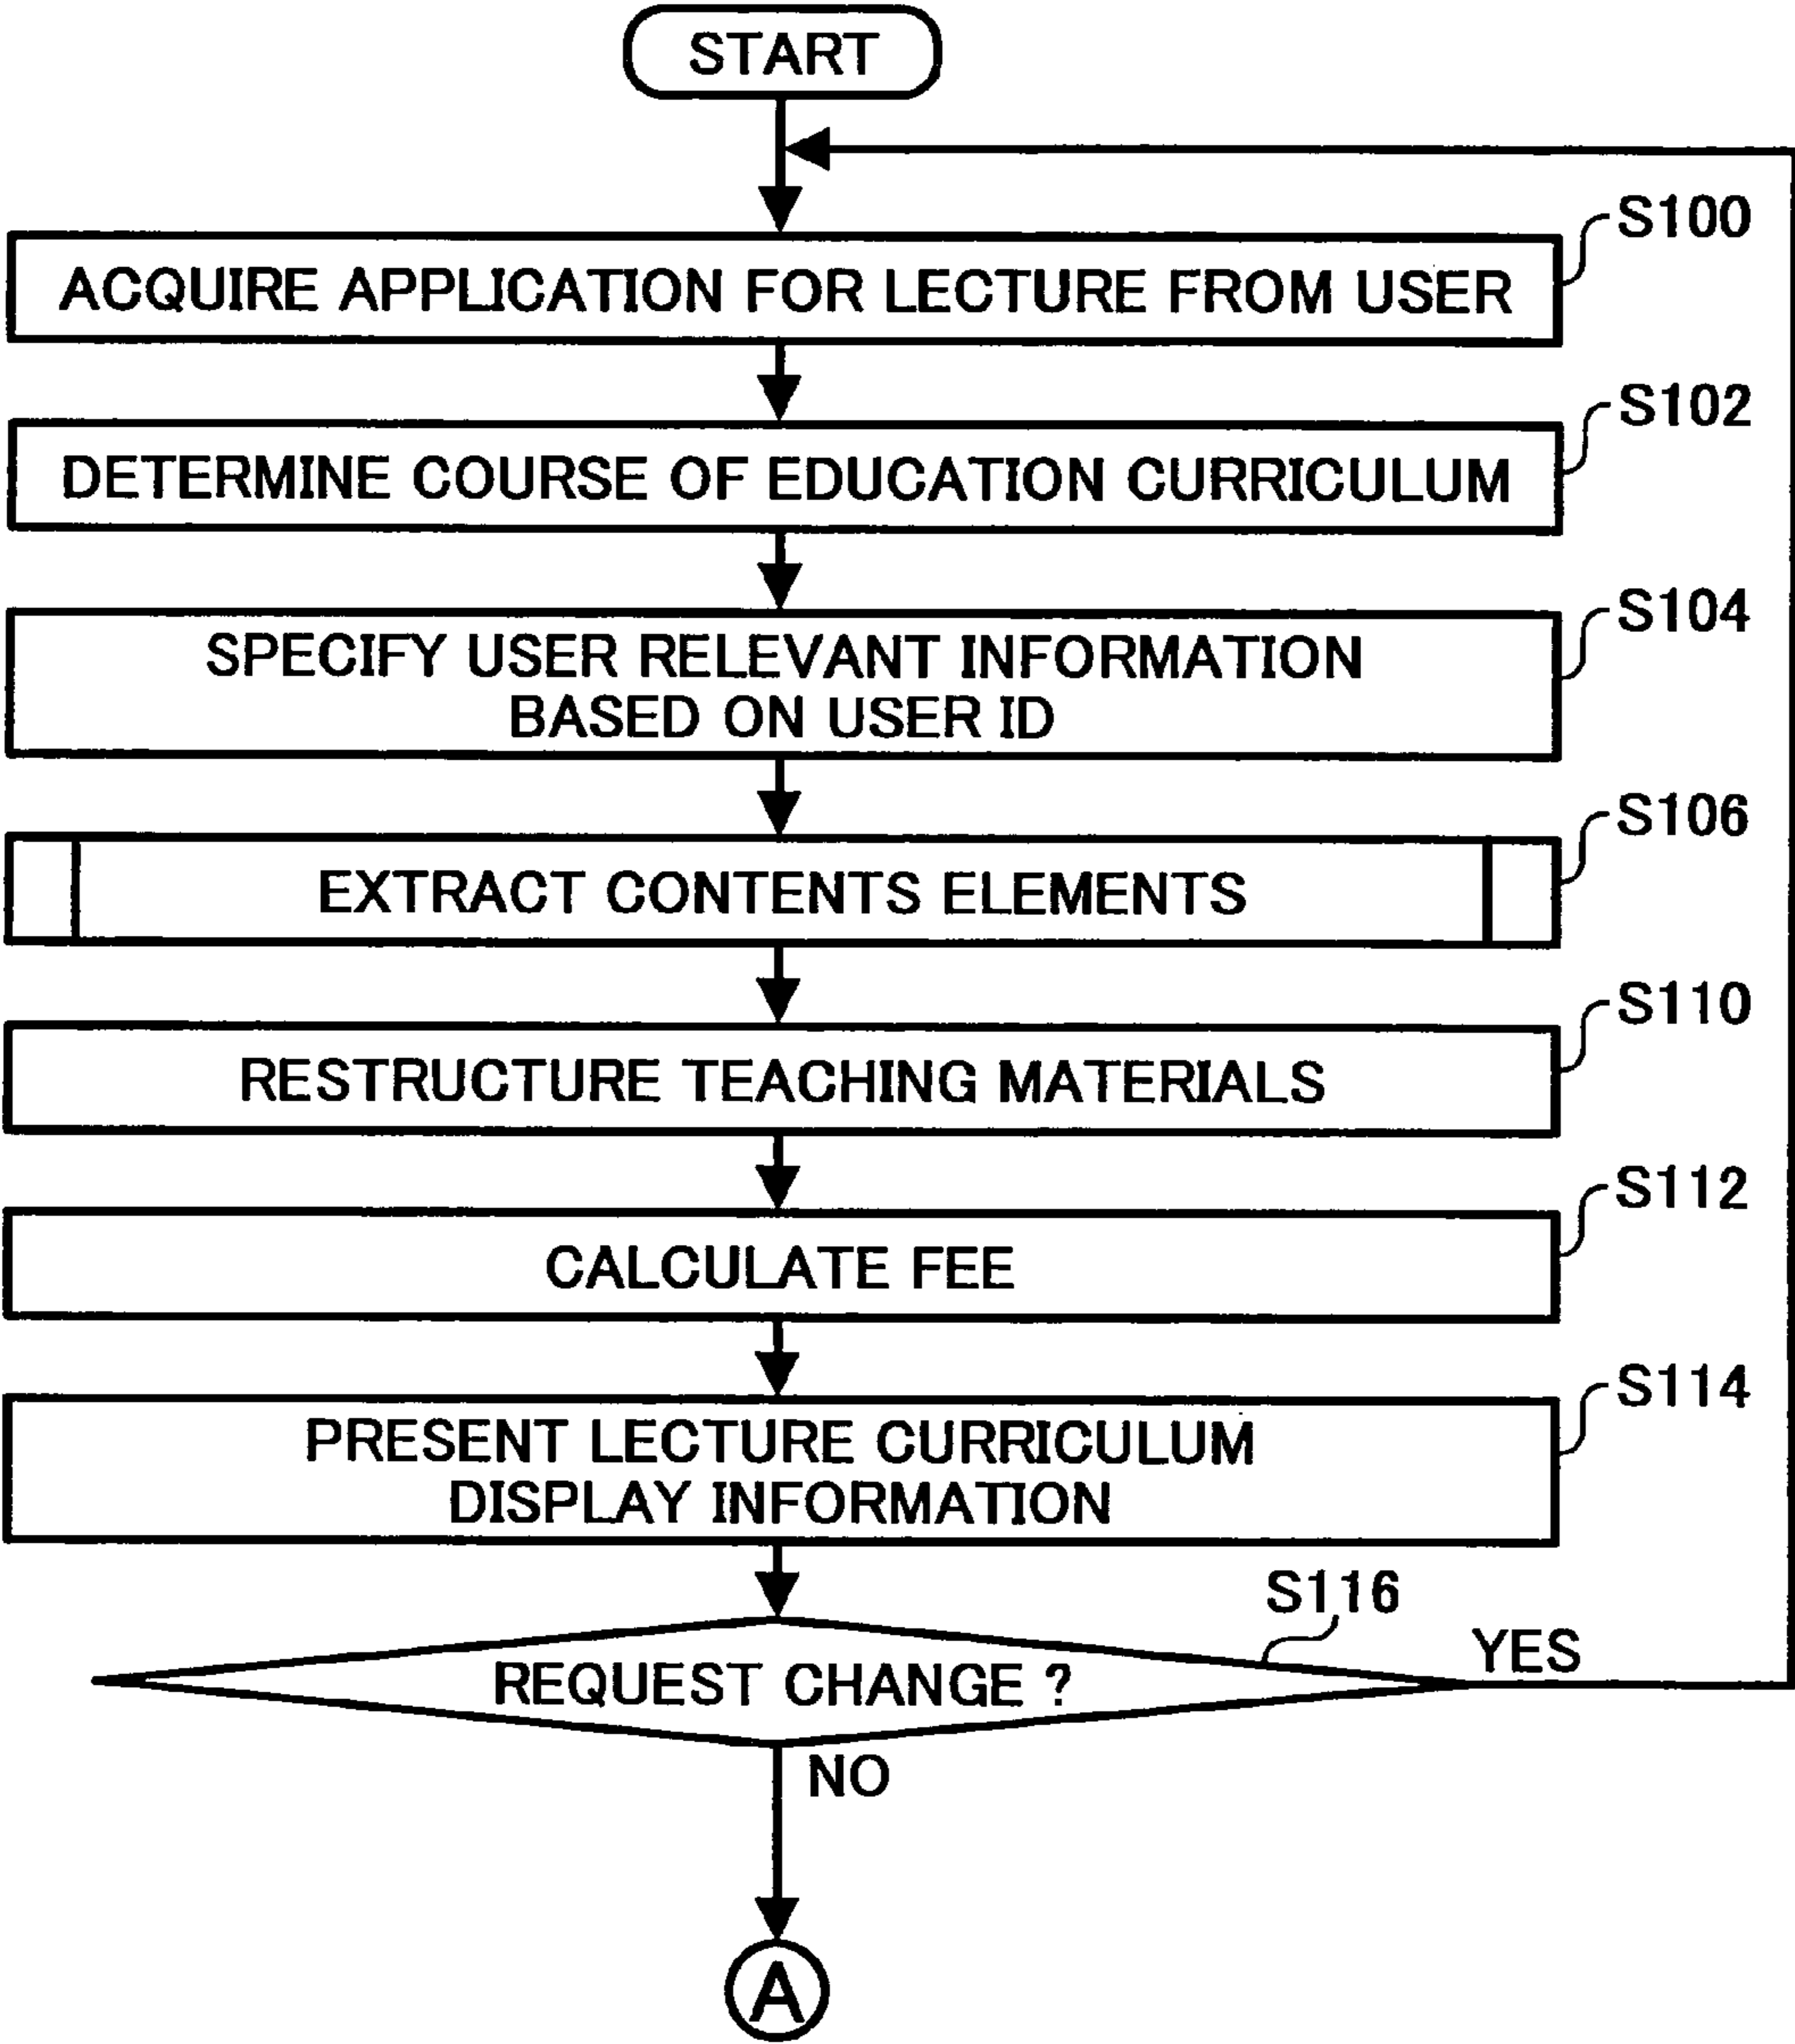 START
S100
ACQUIRE APPLICATION FOR LECTURE FROM USER
S102
DETERMINE COURSE OF EDUCATION CURRICULUM
S104
SPECIFY USER RELEVANT INFORMATION
BASED ON USER ID
S106
EXTRACT CONTENTS ELEMENTS
S110
RESTRUCTURE TEACHING MATERIALS
S112
CALCULATE FEE
S114
PRESENT LECTURE CURRICULUM
DISPLAY INFORMATION
S116
REQUEST CHANGE ?
YES
NO
A